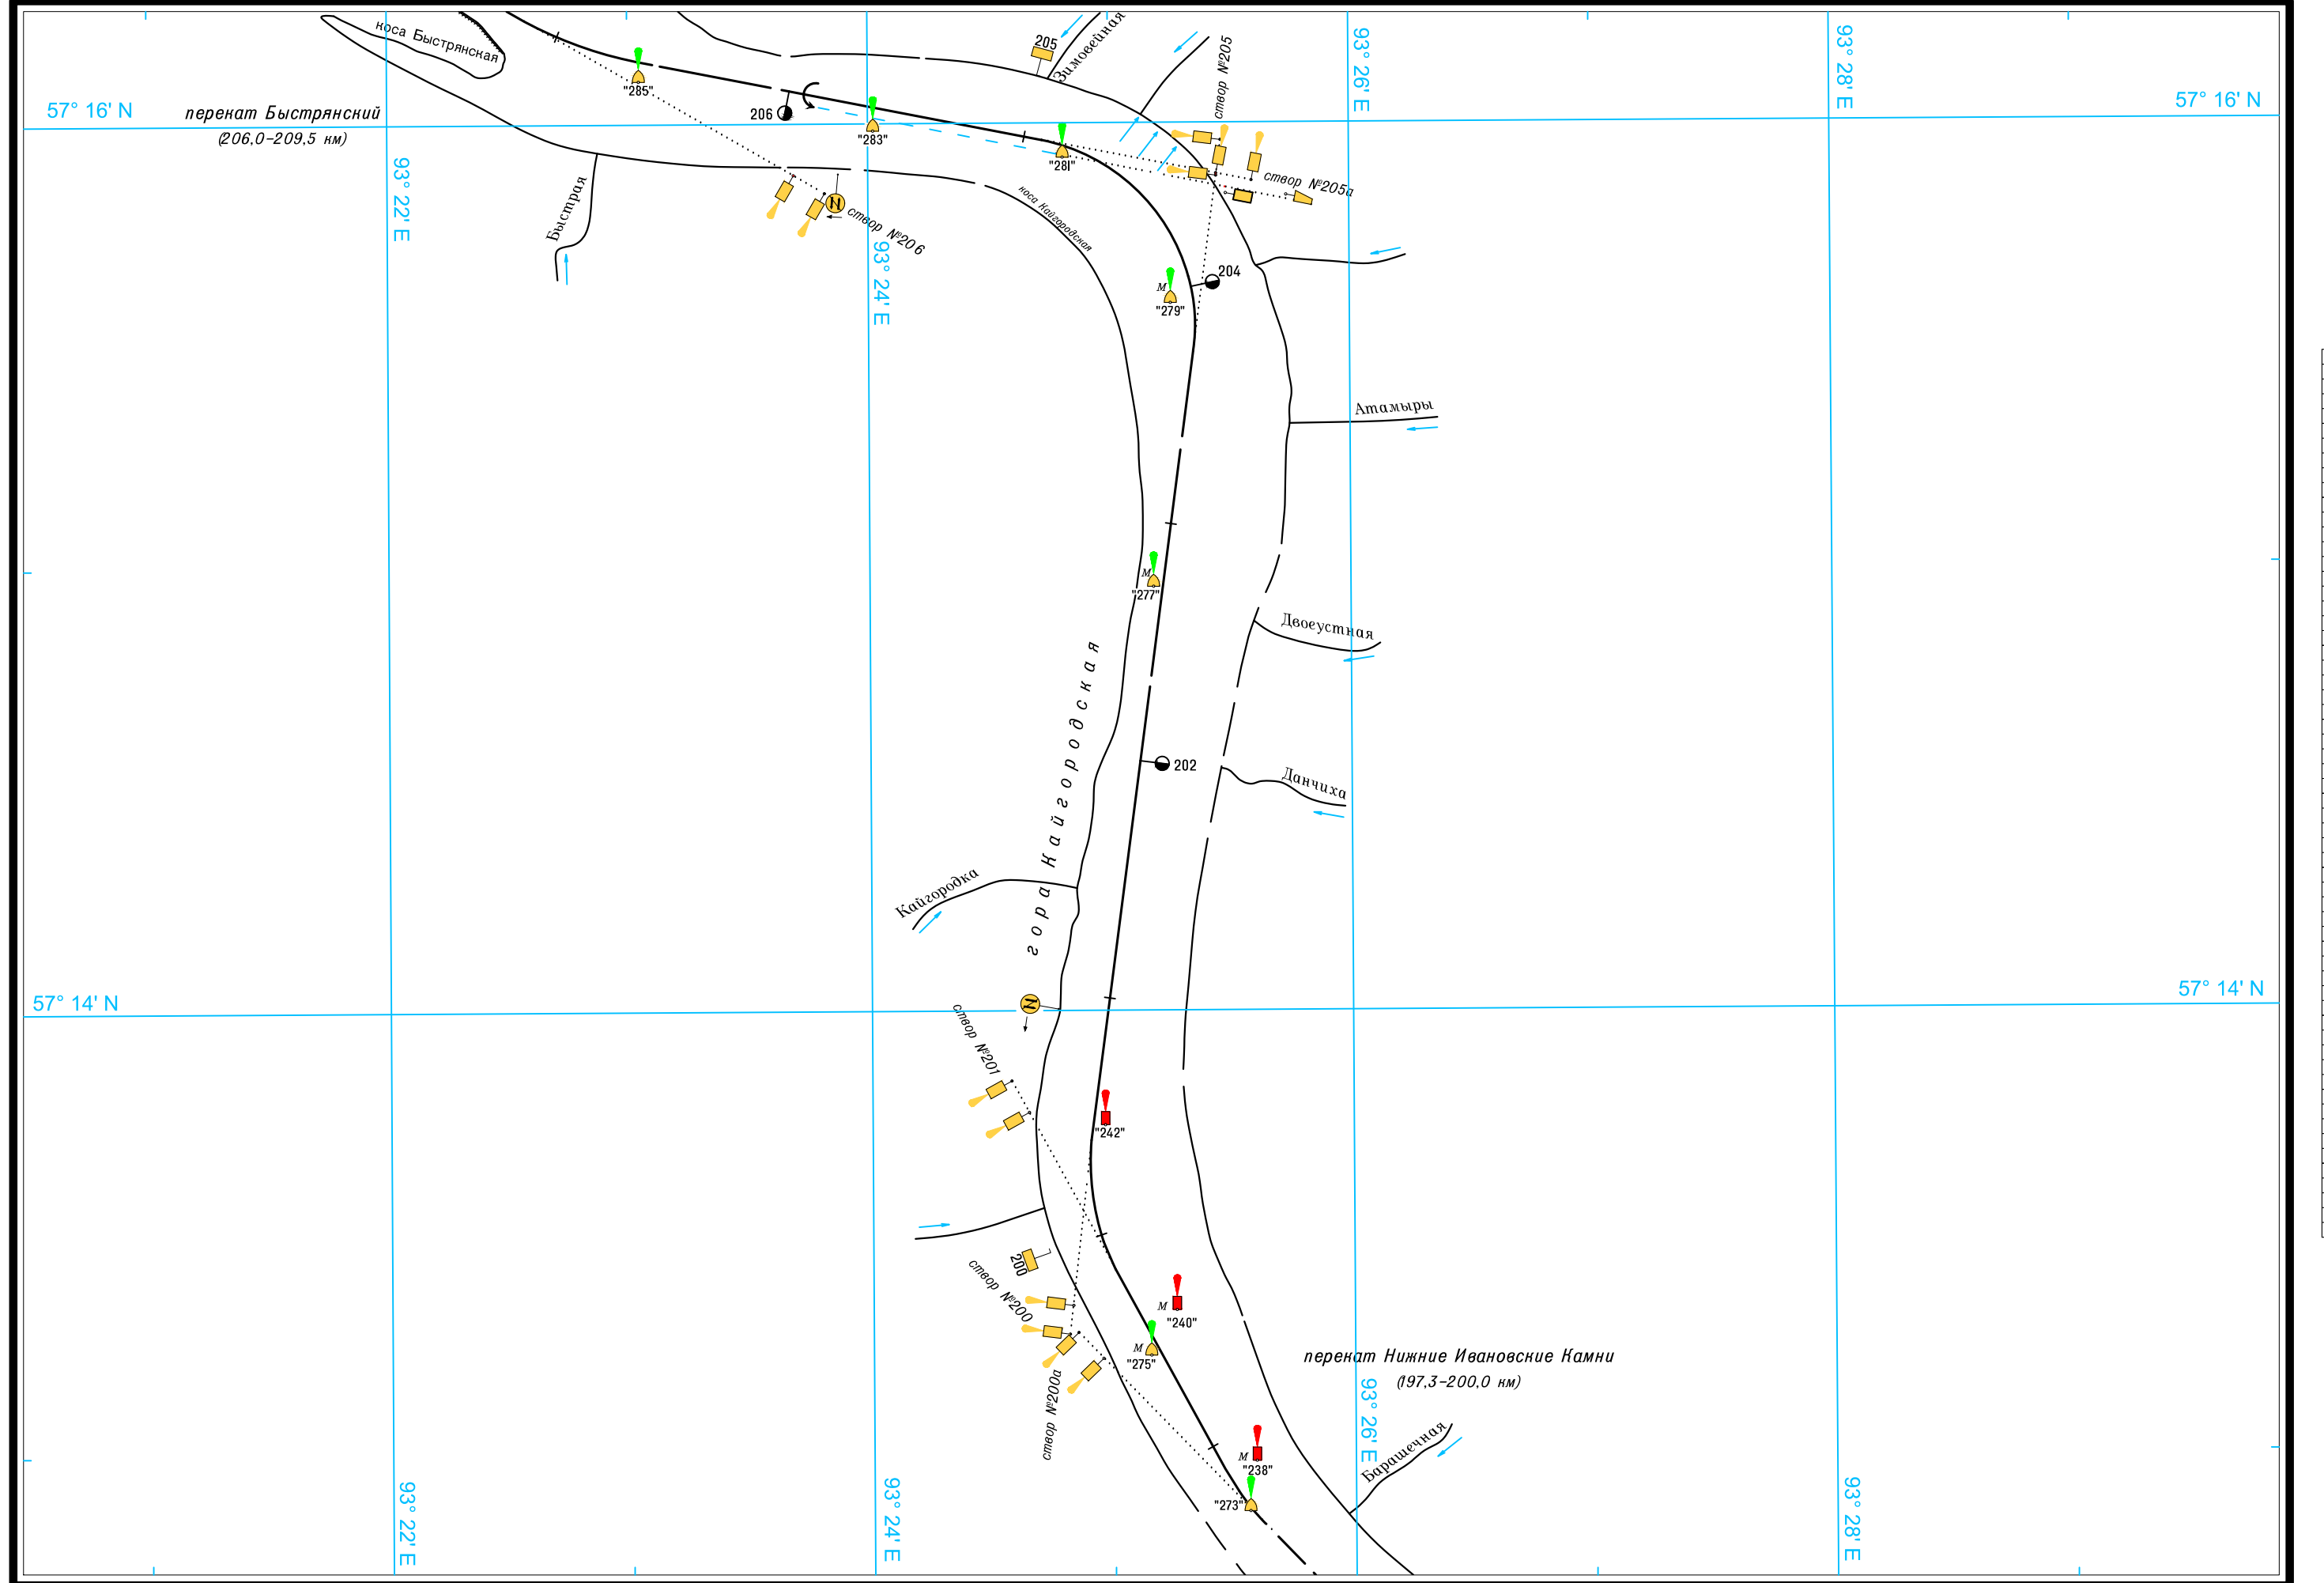 коса Быстрянская
205
Зимовейная
створ №205
93° 26' E
93° 28' E
57° 16' N
перекат Быстрянский
(206,0–209,5 км)
"285"
206
"283"
"281"
57° 16' N
93° 22' E
Быстрая
створ №206
93° 24' E
коса Кайгородская
створ №205а
204
М
"279"
Атамыры
М
"277"
Двоеустная
гора Кайгородская
202
Данчиха
Кайгородка
57° 14' N
57° 14' N
N
N
створ №201
"242"
200
створ №200
М
"240"
М
"275"
створ №200а
перекат Нижние Ивановские Камни
(197,3–200,0 км)
93° 26' E
М
"238"
"273"
Барашечная
93° 22' E
93° 24' E
93° 28' E